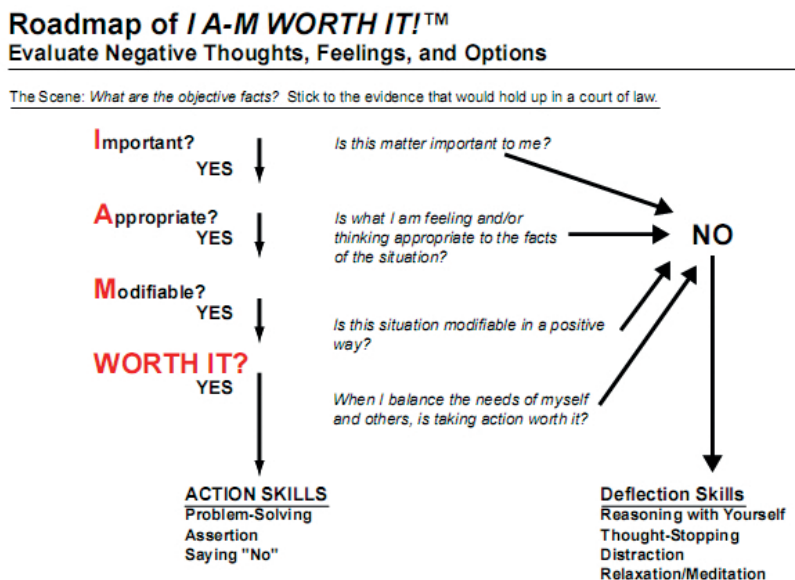 Roadmap of I A-M WORTH IT!™
Evaluate Negative Thoughts, Feelings, and Options
The Scene: What are the objective facts? Stick to the evidence that would hold up in a court of law.
Important?
YES
Is this matter important to me?
Appropriate?
YES
Is what I am feeling and/or
thinking appropriate to the facts
of the situation?
NO
Modifiable?
YES
Is this situation modifiable in a positive
way?
WORTH IT?
YES
When I balance the needs of myself
and others, is taking action worth it?
ACTION SKILLS
Problem-Solving
Assertion
Saying "No"
Deflection Skills
Reasoning with Yourself
Thought-Stopping
Distraction
Relaxation/Meditation